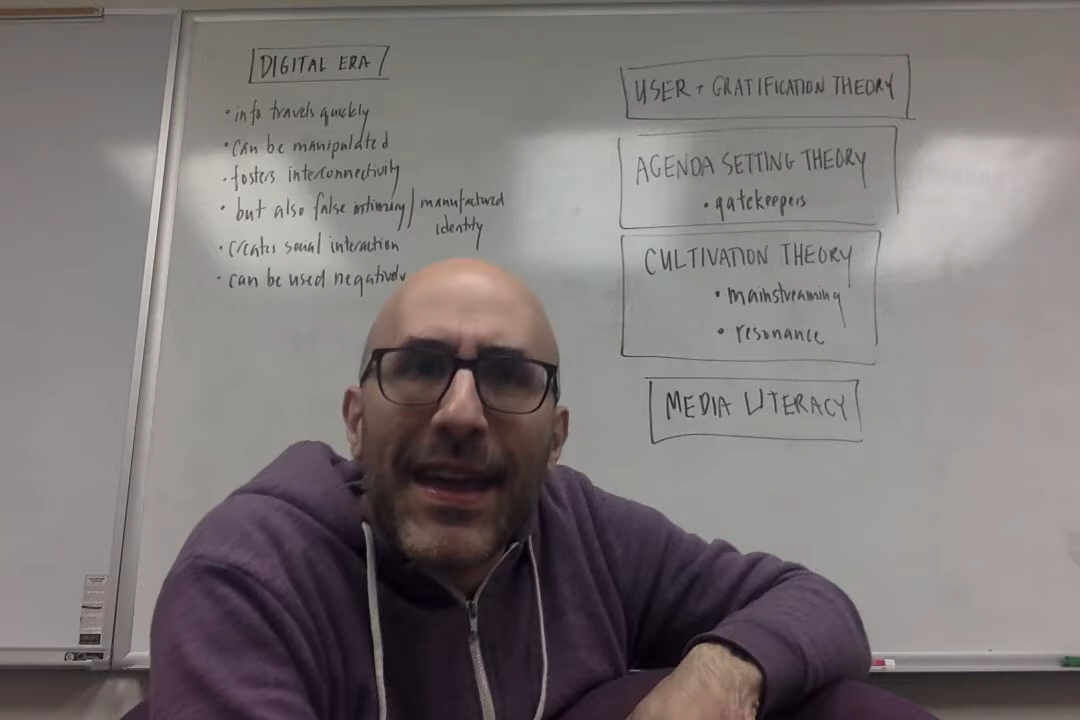 DIGITAL ERA
• info travels quickly
• can be manipulated
• fosters interconnectivity
• but also false intimacy / manufactured
identity
• creates social interaction
• can be used negatively
USER + GRATIFICATION THEORY
AGENDA SETTING THEORY
• gatekeepers
CULTIVATION THEORY
• mainstreaming
• resonance
MEDIA LITERACY